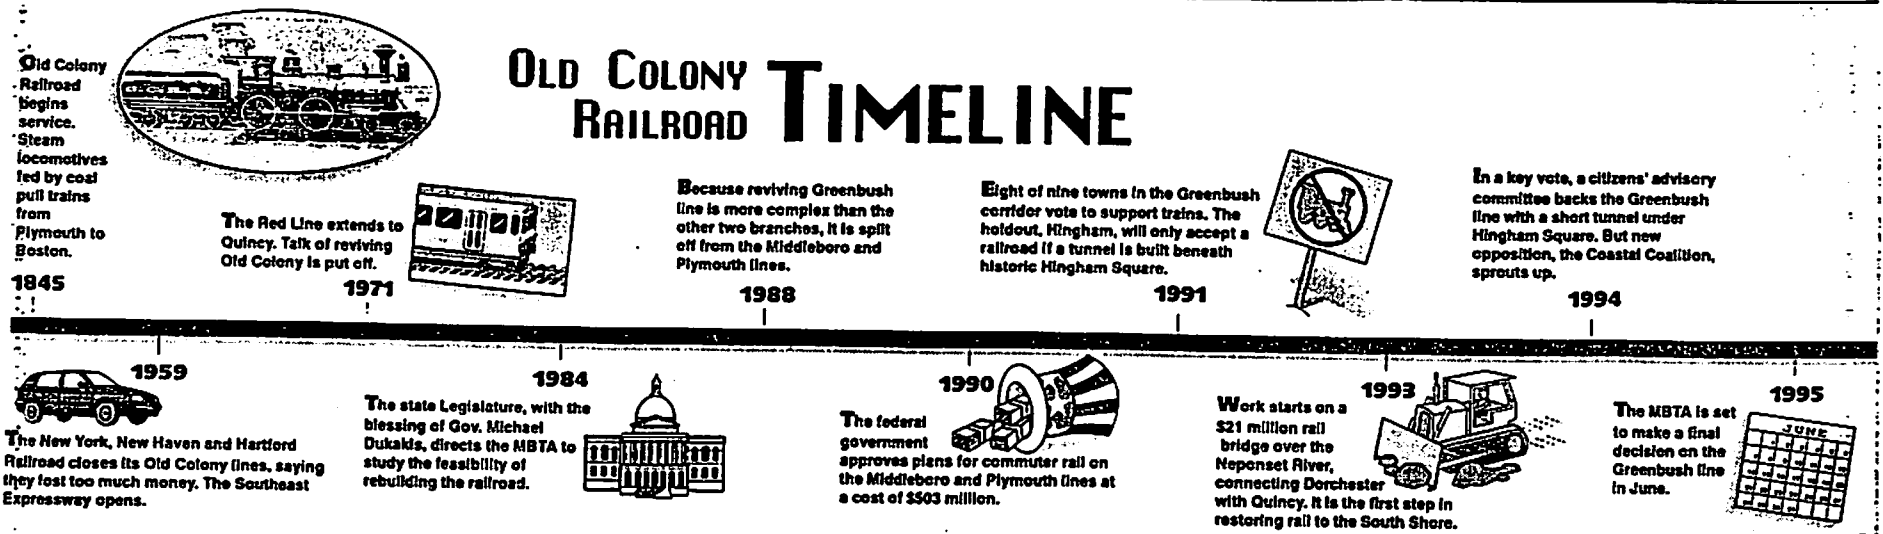 OLD COLONY
RAILROAD
TIMELINE
Old Colony
Railroad
begins
service.
Steam
locomotives
fed by coal
pull trains
from
Plymouth to
Boston.
1845
The New York, New Haven and Hartford
Railroad closes its Old Colony lines, saying
they lost too much money. The Southeast
Expressway opens.
1959
The Red Line extends to
Quincy. Talk of reviving
Old Colony is put off.
1971
1984
The state Legislature, with the
blessing of Gov. Michael
Dukakis, directs the MBTA to
study the feasibility of
rebuilding the railroad.
Because reviving Greenbush
line is more complex than the
other two branches, it is split
off from the Middleboro and
Plymouth lines.
1988
1990
The federal
government
approves plans for commuter rail on
the Middleboro and Plymouth lines at
a cost of $503 million.
Eight of nine towns in the Greenbush
corridor vote to support trains. The
holdout, Hingham, will only accept a
railroad if a tunnel is built beneath
historic Hingham Square.
1991
1993
Work starts on a
$21 million rail
bridge over the
Neponset River,
connecting Dorchester
with Quincy. It is the first step in
restoring rail to the South Shore.
In a key vote, a citizens' advisory
committee backs the Greenbush
line with a short tunnel under
Hingham Square. But new
opposition, the Coastal Coalition,
sprouts up.
1994
1995
The MBTA is set
to make a final
decision on the
Greenbush line
in June.
JUNE